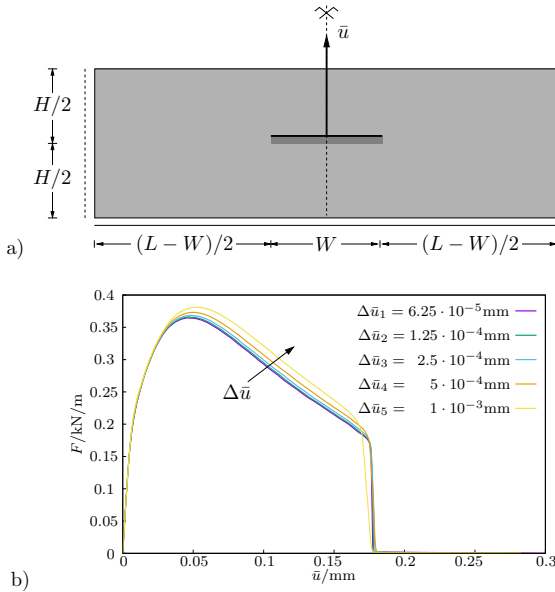 ū
H/2
H/2
(L − W)/2
W
(L − W)/2
a)
0.4
0.35
0.3
0.25
0.2
0.15
0.1
0.05
0
F/kN/m
Δū₁ = 6.25 · 10⁻⁵mm
Δū₂ = 1.25 · 10⁻⁴mm
Δū₃ = 2.5 · 10⁻⁴mm
Δū₄ = 5 · 10⁻⁴mm
Δū₅ = 1 · 10⁻³mm
Δū
0 0.05 0.1 0.15 0.2 0.25 0.3
ū/mm
b)